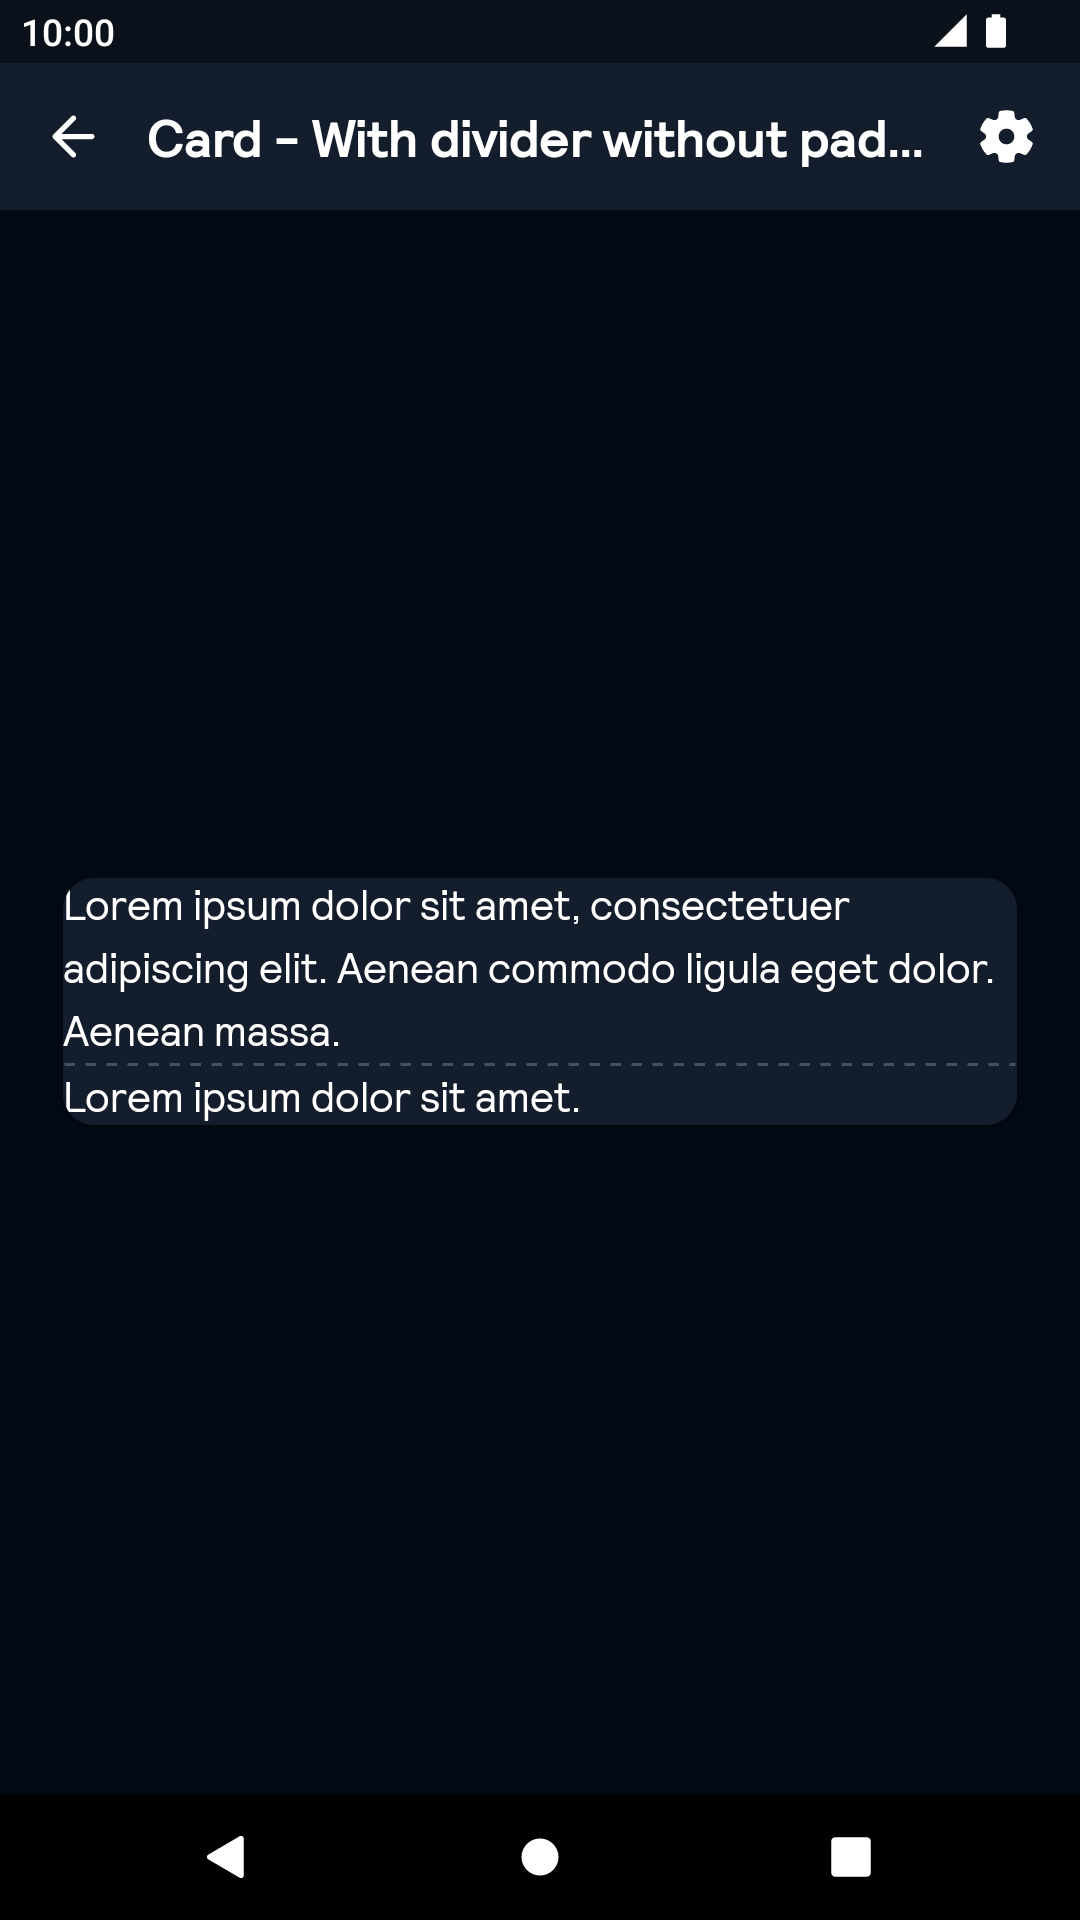 10:00
Card - With divider without pad...
Lorem ipsum dolor sit amet, consectetuer
adipiscing elit. Aenean commodo ligula eget dolor.
Aenean massa.
Lorem ipsum dolor sit amet.